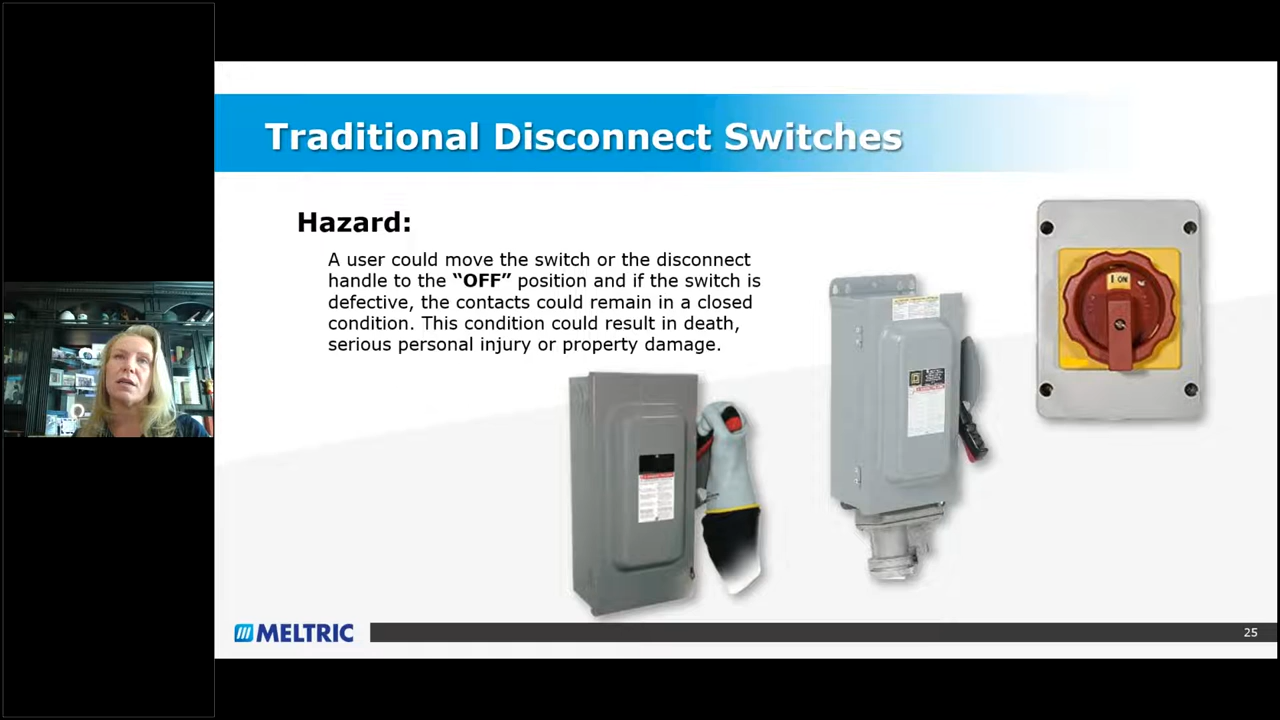 Traditional Disconnect Switches
Hazard:
A user could move the switch or the disconnect
handle to the “OFF” position and if the switch is
defective, the contacts could remain in a closed
condition. This condition could result in death,
serious personal injury or property damage.
I ON
MELTRIC
25